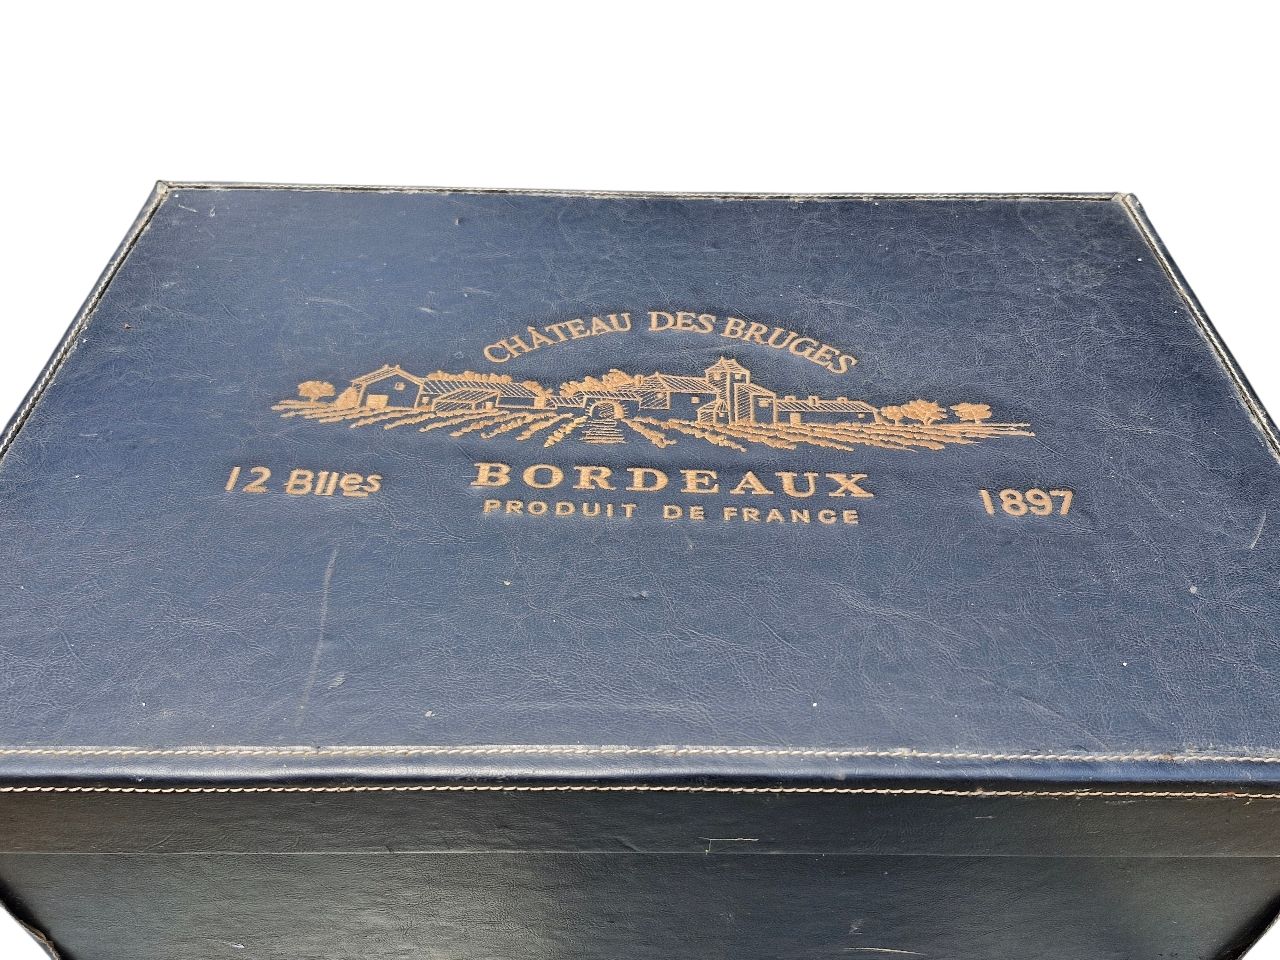 CHÂTEAU DES BRUGES
12 Blles
BORDEAUX
1897
PRODUIT DE FRANCE